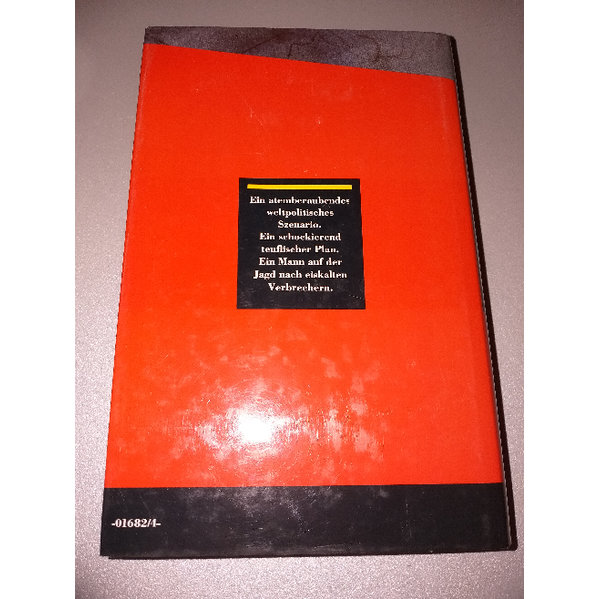 Ein atemberaubendes
weltpolitisches
Szenario.
Ein schockierend
teuflischer Plan.
Ein Mann auf der
Jagd nach eiskalten
Verbrechern.
-01682/4-